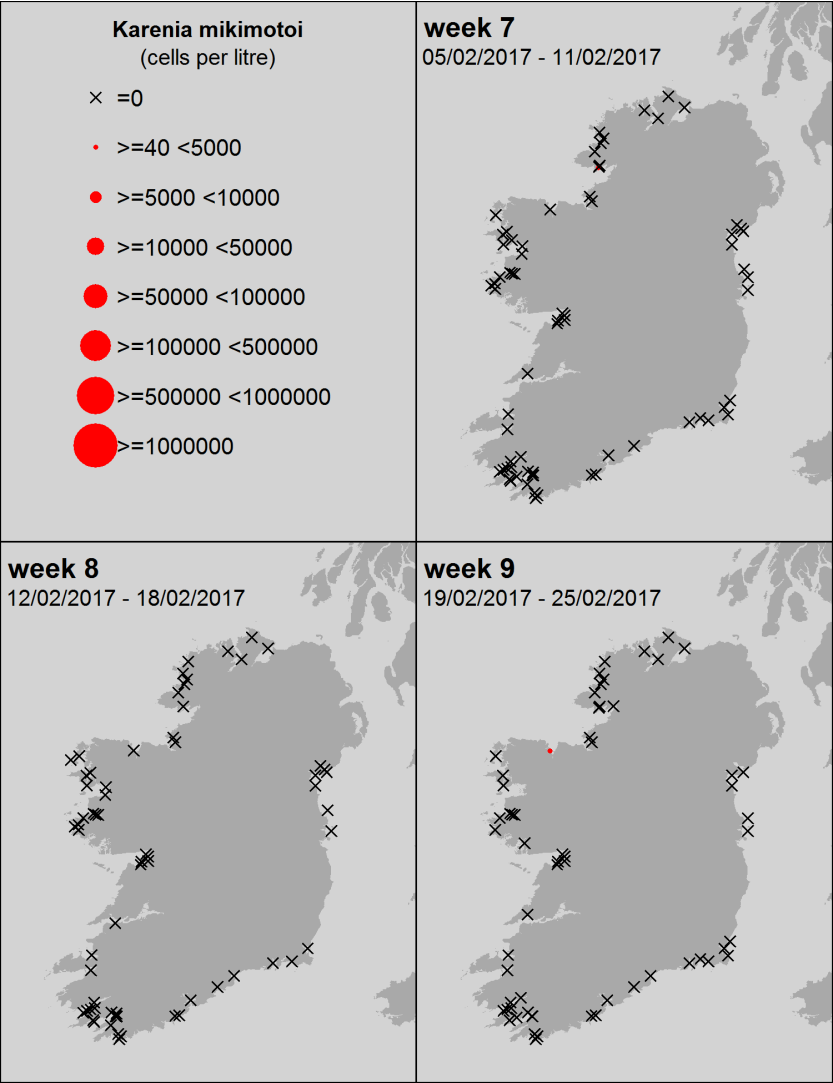 Karenia mikimotoi
(cells per litre)
=0
>=40 <5000
>=5000 <10000
>=10000 <50000
>=50000 <100000
>=100000 <500000
>=500000 <1000000
>=1000000
week 7
05/02/2017 - 11/02/2017
week 8
12/02/2017 - 18/02/2017
week 9
19/02/2017 - 25/02/2017